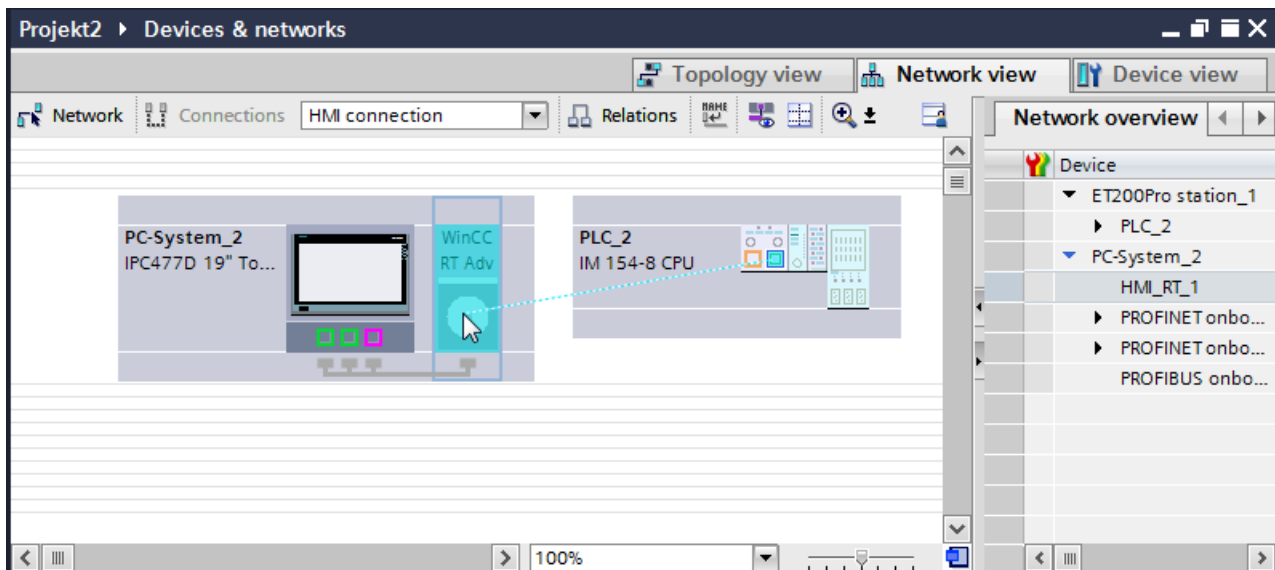 Projekt2 ▸ Devices & networks
Topology view
Network view
Device view
Network
Connections
HMI connection
Relations
NAME
Network overview
Device
ET200Pro station_1
PLC_2
PC-System_2
HMI_RT_1
PROFINET onbo...
PROFINET onbo...
PROFIBUS onbo...
PC-System_2
IPC477D 19" To...
WinCC
RT Adv
PLC_2
IM 154-8 CPU
100%